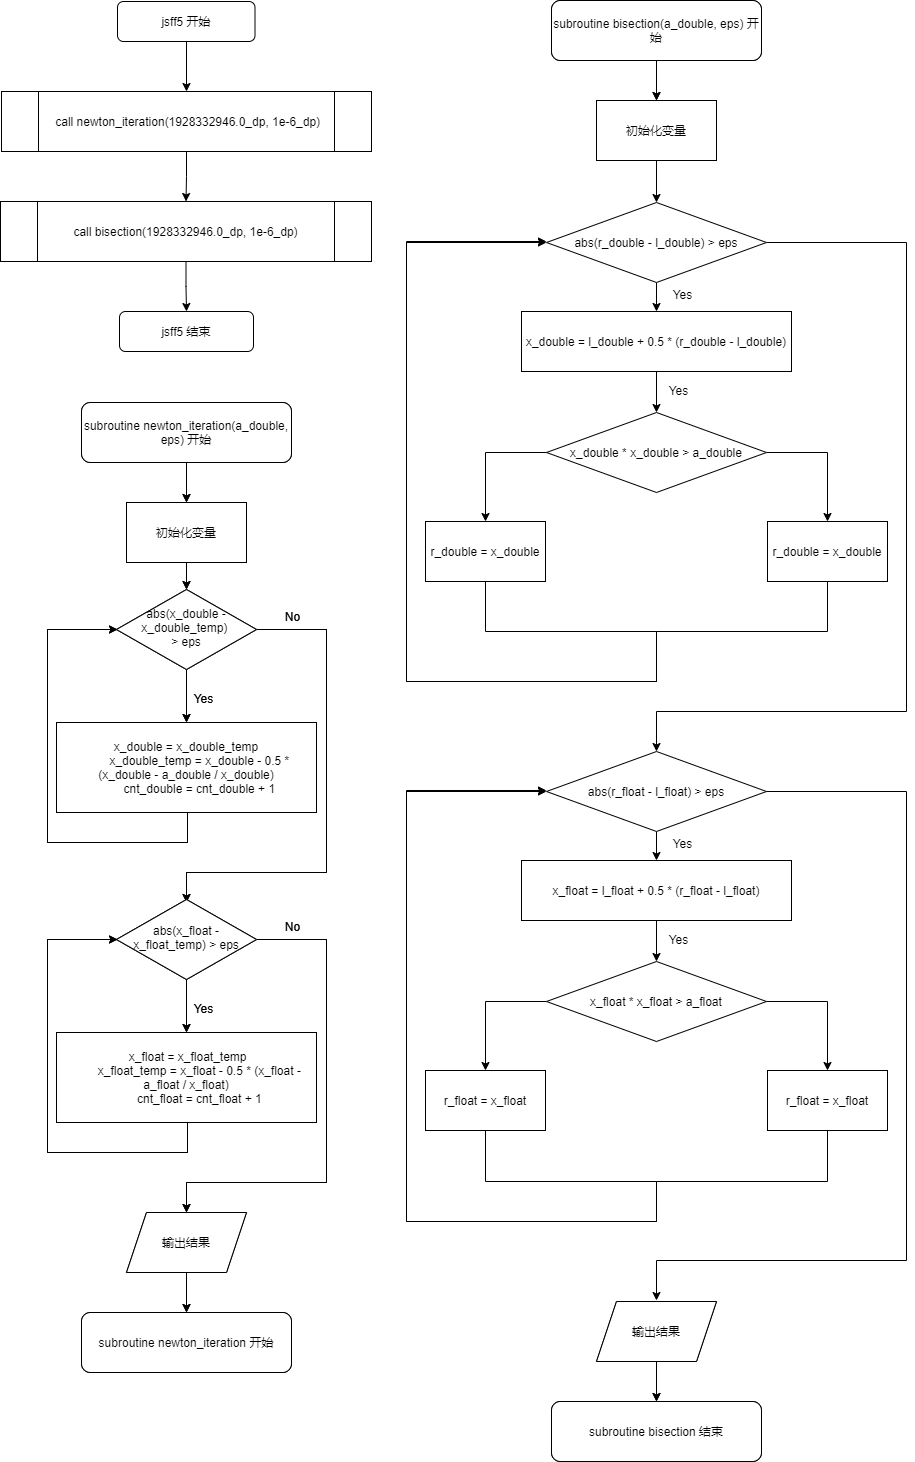 jsff5 开始
call newton_iteration(1928332946.0_dp, 1e-6_dp)
call bisection(1928332946.0_dp, 1e-6_dp)
jsff5 结束
subroutine newton_iteration(a_double,
eps) 开始
初始化变量
abs(x_double -
x_double_temp)
> eps
No
Yes
x_double = x_double_temp
x_double_temp = x_double - 0.5 *
(x_double - a_double / x_double)
cnt_double = cnt_double + 1
abs(x_float -
x_float_temp) > eps
No
Yes
x_float = x_float_temp
x_float_temp = x_float - 0.5 * (x_float -
a_float / x_float)
cnt_float = cnt_float + 1
输出结果
subroutine newton_iteration 开始
subroutine bisection(a_double, eps) 开
始
初始化变量
abs(r_double - l_double) > eps
Yes
x_double = l_double + 0.5 * (r_double - l_double)
Yes
x_double * x_double > a_double
r_double = x_double
r_double = x_double
abs(r_float - l_float) > eps
Yes
x_float = l_float + 0.5 * (r_float - l_float)
Yes
x_float * x_float > a_float
r_float = x_float
r_float = x_float
输出结果
subroutine bisection 结束